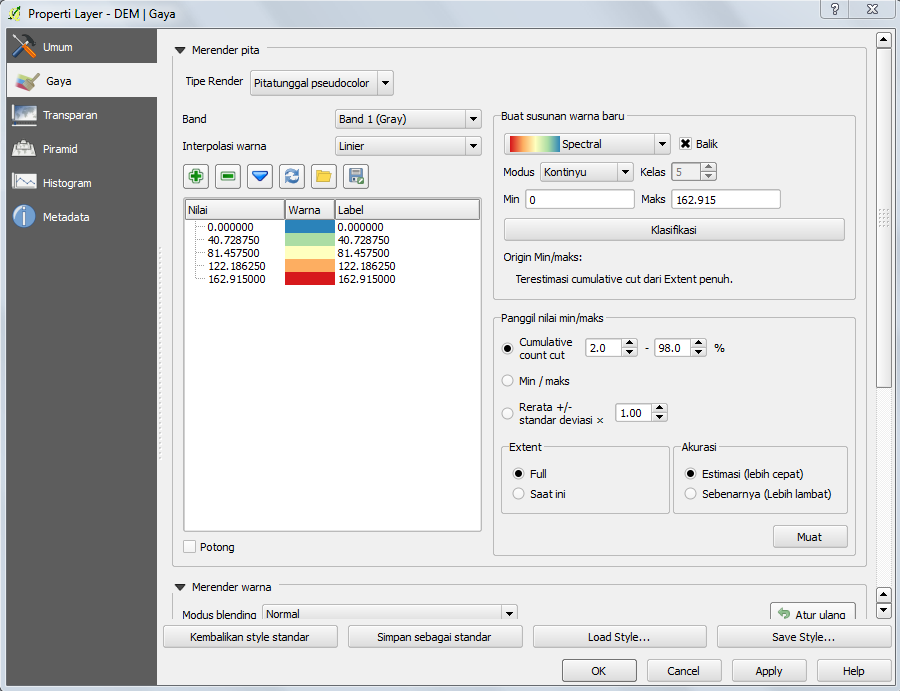 Properti Layer - DEM | Gaya
Umum
Gaya
Transparan
Piramid
Histogram
Metadata
Merender pita
Tipe Render
Pitatunggal pseudocolor
Band
Band 1 (Gray)
Interpolasi warna
Linier
Nilai Warna Label
0.000000 0.000000
40.728750 40.728750
81.457500 81.457500
122.186250 122.186250
162.915000 162.915000
Potong
Buat susunan warna baru
Spectral
Balik
Modus Kontinyu Kelas 5
Min 0 Maks 162.915
Klasifikasi
Origin Min/maks:
Terestimasi cumulative cut dari Extent penuh.
Panggil nilai min/maks
Cumulative
count cut
2.0 - 98.0 %
Min / maks
Rerata +/-
standar deviasi × 1.00
Extent
Full
Saat ini
Akurasi
Estimasi (lebih cepat)
Sebenarnya (Lebih lambat)
Muat
Merender warna
Modus blending Normal
Atur ulang
Kembalikan style standar
Simpan sebagai standar
Load Style...
Save Style...
OK
Cancel
Apply
Help